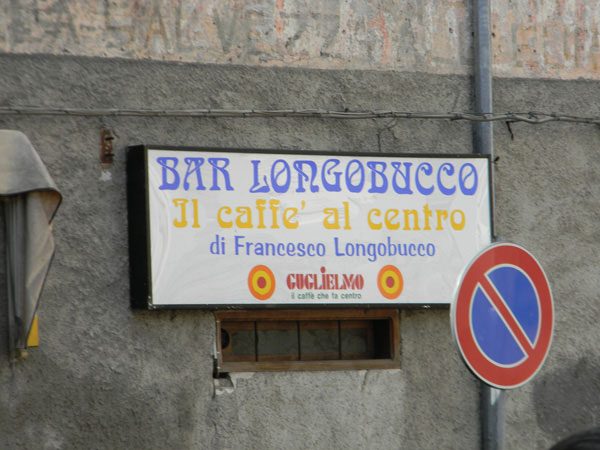 BAR LONGOBUCCO
Il caffe' al centro
di Francesco Longobucco
GUGLIELMO
il caffè che fa centro